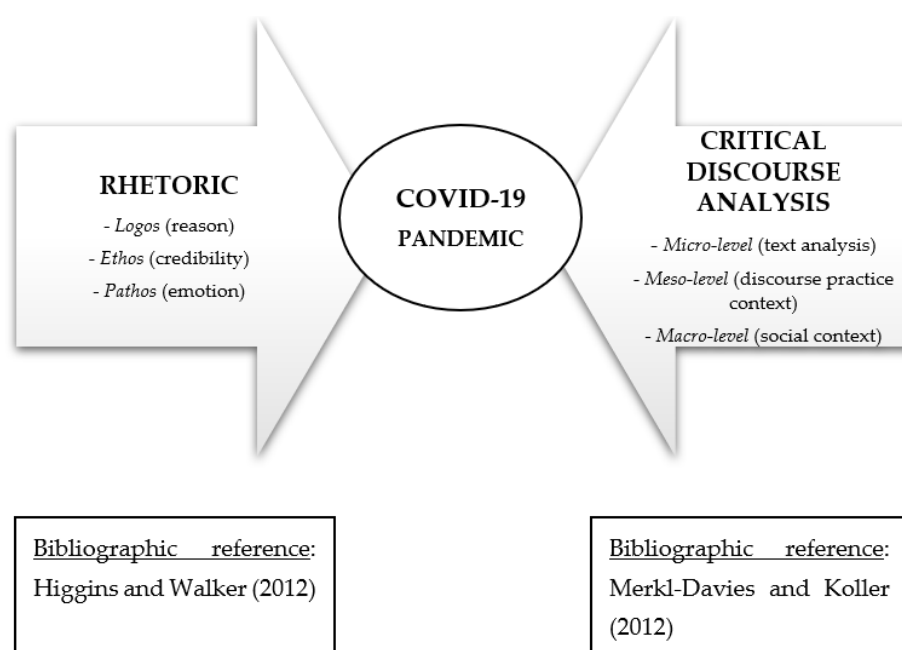 RHETORIC
- Logos (reason)
- Ethos (credibility)
- Pathos (emotion)
COVID-19
PANDEMIC
CRITICAL
DISCOURSE
ANALYSIS
- Micro-level (text analysis)
- Meso-level (discourse practice
context)
- Macro-level (social context)
Bibliographic reference:
Higgins and Walker (2012)
Bibliographic reference:
Merkl-Davies and Koller
(2012)